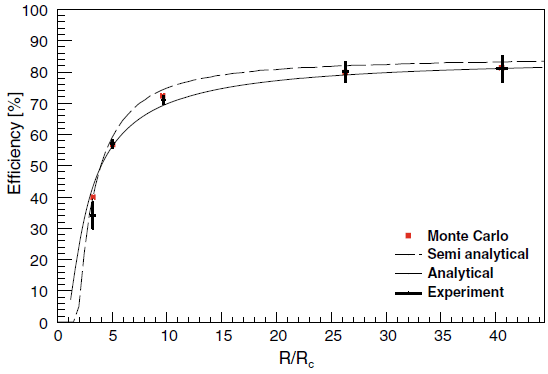 100
90
80
70
60
50
40
30
20
10
0
Efficiency [%]
0 5 10 15 20 25 30 35 40
R/Rc
Monte Carlo
Semi analytical
Analytical
Experiment